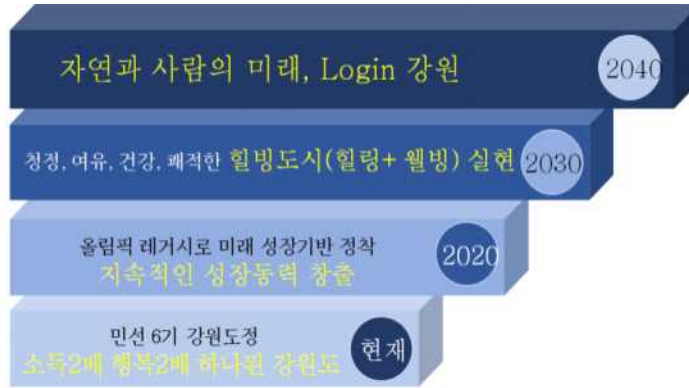 자연과 사람의 미래, Login 강원
2040
청정, 여유, 건강, 쾌적한 힐빙도시(힐링+ 웰빙) 실현
2030
올림픽 레거시로 미래 성장기반 정착
지속적인 성장동력 창출
2020
민선 6기 강원도정
소득2배 행복2배 하나된 강원도
현재